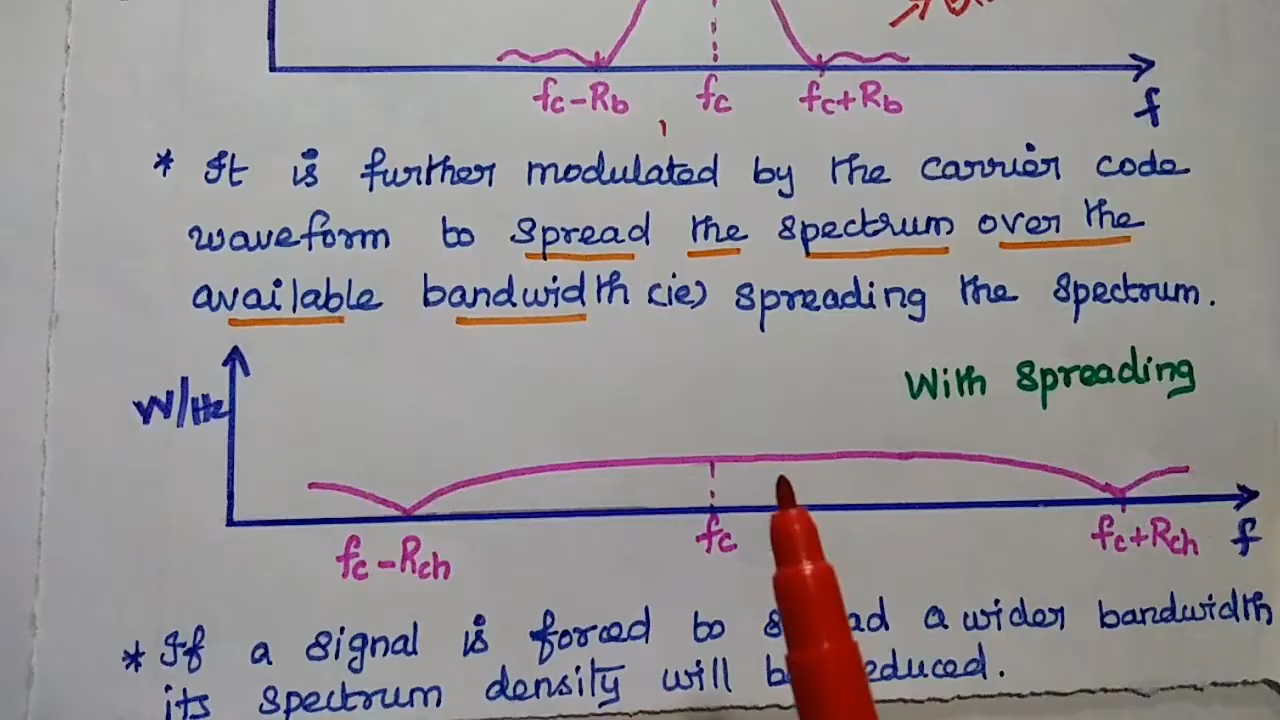 fc-Rb fc fc+Rb
f
* It is further modulated by the carrier code
waveform to spread the spectrum over the
available bandwidth (ie) spreading the spectrum.
With spreading
W/Hz
fc-Rch fc fc+Rch f
* If a signal is forced to a wider bandwidth
its spectrum density will reduced.